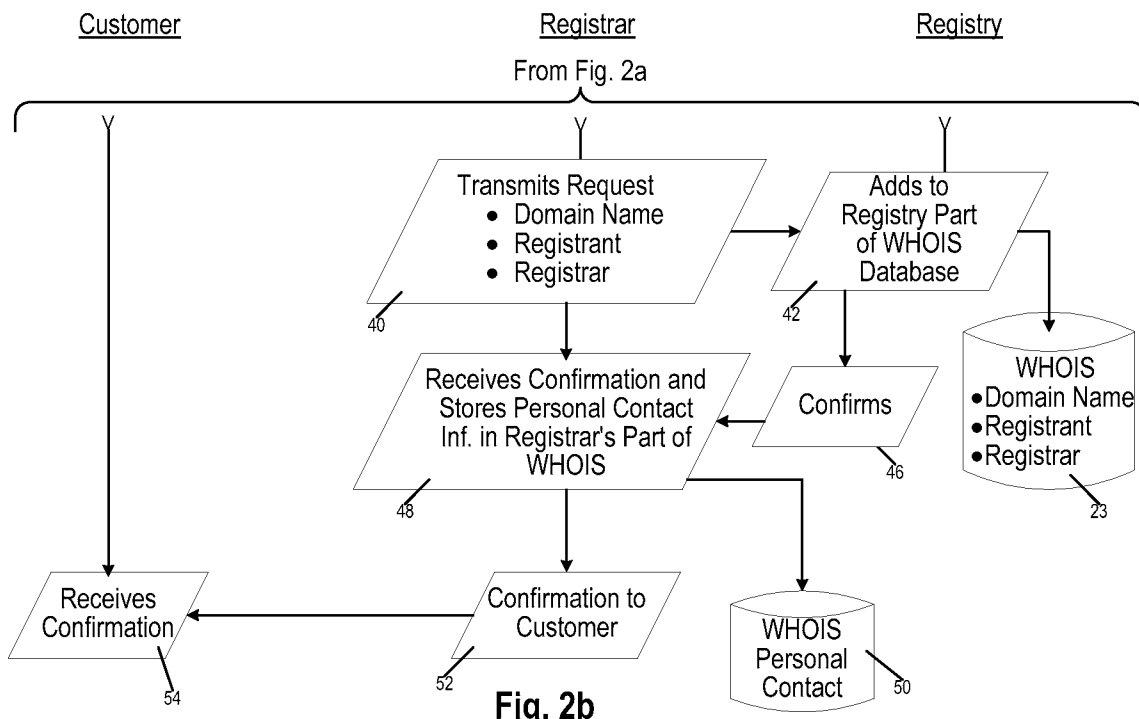 Customer
Registrar
Registry
From Fig. 2a
Transmits Request
• Domain Name
• Registrant
• Registrar
40
Adds to
Registry Part
of WHOIS
Database
42
WHOIS
•Domain Name
•Registrant
•Registrar
23
Receives Confirmation and
Stores Personal Contact
Inf. in Registrar's Part of
WHOIS
48
Confirms
46
Receives
Confirmation
54
Confirmation to
Customer
52
WHOIS
Personal
Contact
50
Fig. 2b